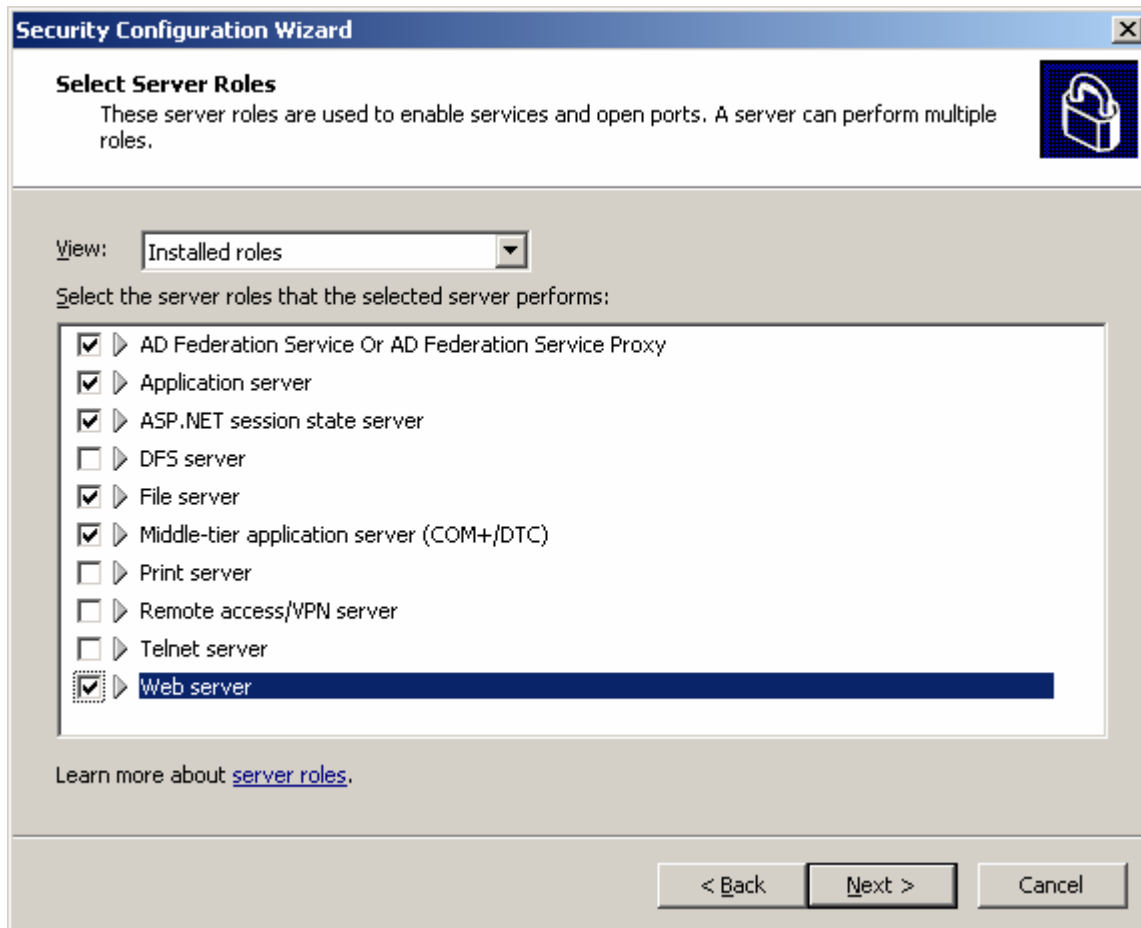 Security Configuration Wizard
Select Server Roles
These server roles are used to enable services and open ports. A server can perform multiple
roles.
View: Installed roles
Select the server roles that the selected server performs:
AD Federation Service Or AD Federation Service Proxy
Application server
ASP.NET session state server
DFS server
File server
Middle-tier application server (COM+/DTC)
Print server
Remote access/VPN server
Telnet server
Web server
Learn more about server roles.
< Back Next > Cancel